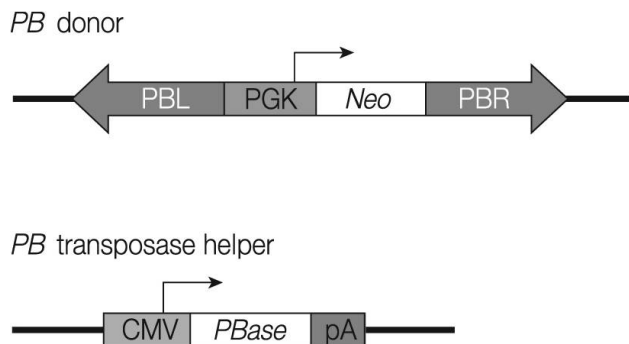 PB donor
PBL PGK Neo PBR
PB transposase helper
CMV PBase pA